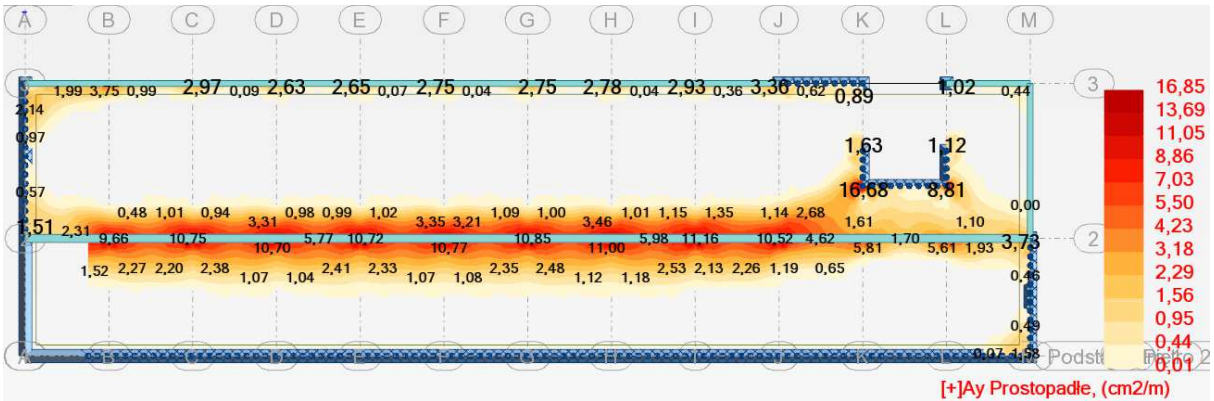 A B C D E F G H I J K L M
1,99 3,75 0,99 2,97 0,09 2,63 2,65 0,07 2,75 0,04 2,75 2,78 0,04 2,93 0,36 3,36 0,62 0,89 1,02 0,44 3
2,14
0,97
1,63 1,12
0,57
16,68 8,81
0,48 1,01 0,94 3,31 0,98 0,99 1,02 3,35 3,21 1,09 1,00 3,46 1,01 1,15 1,35 1,14 2,68 1,61 1,10 0,00
1,51 2,31
9,66 10,75 5,77 10,72 10,85 5,98 11,16 10,52 4,62 1,70 3,73 2
10,70 10,77 11,00 5,81 5,61 1,93
1,52 2,27 2,20 2,38 1,07 1,04 2,41 2,33 1,07 1,08 2,35 2,48 1,12 1,18 2,53 2,13 2,26 1,19 0,65 0,46
0,49
0,07 1,58
A B C D E F G H I J K L
16,85
13,69
11,05
8,86
7,03
5,50
4,23
3,18
2,29
1,56
0,95
0,44
0,01
[+]Ay Prostopadłe, (cm2/m)